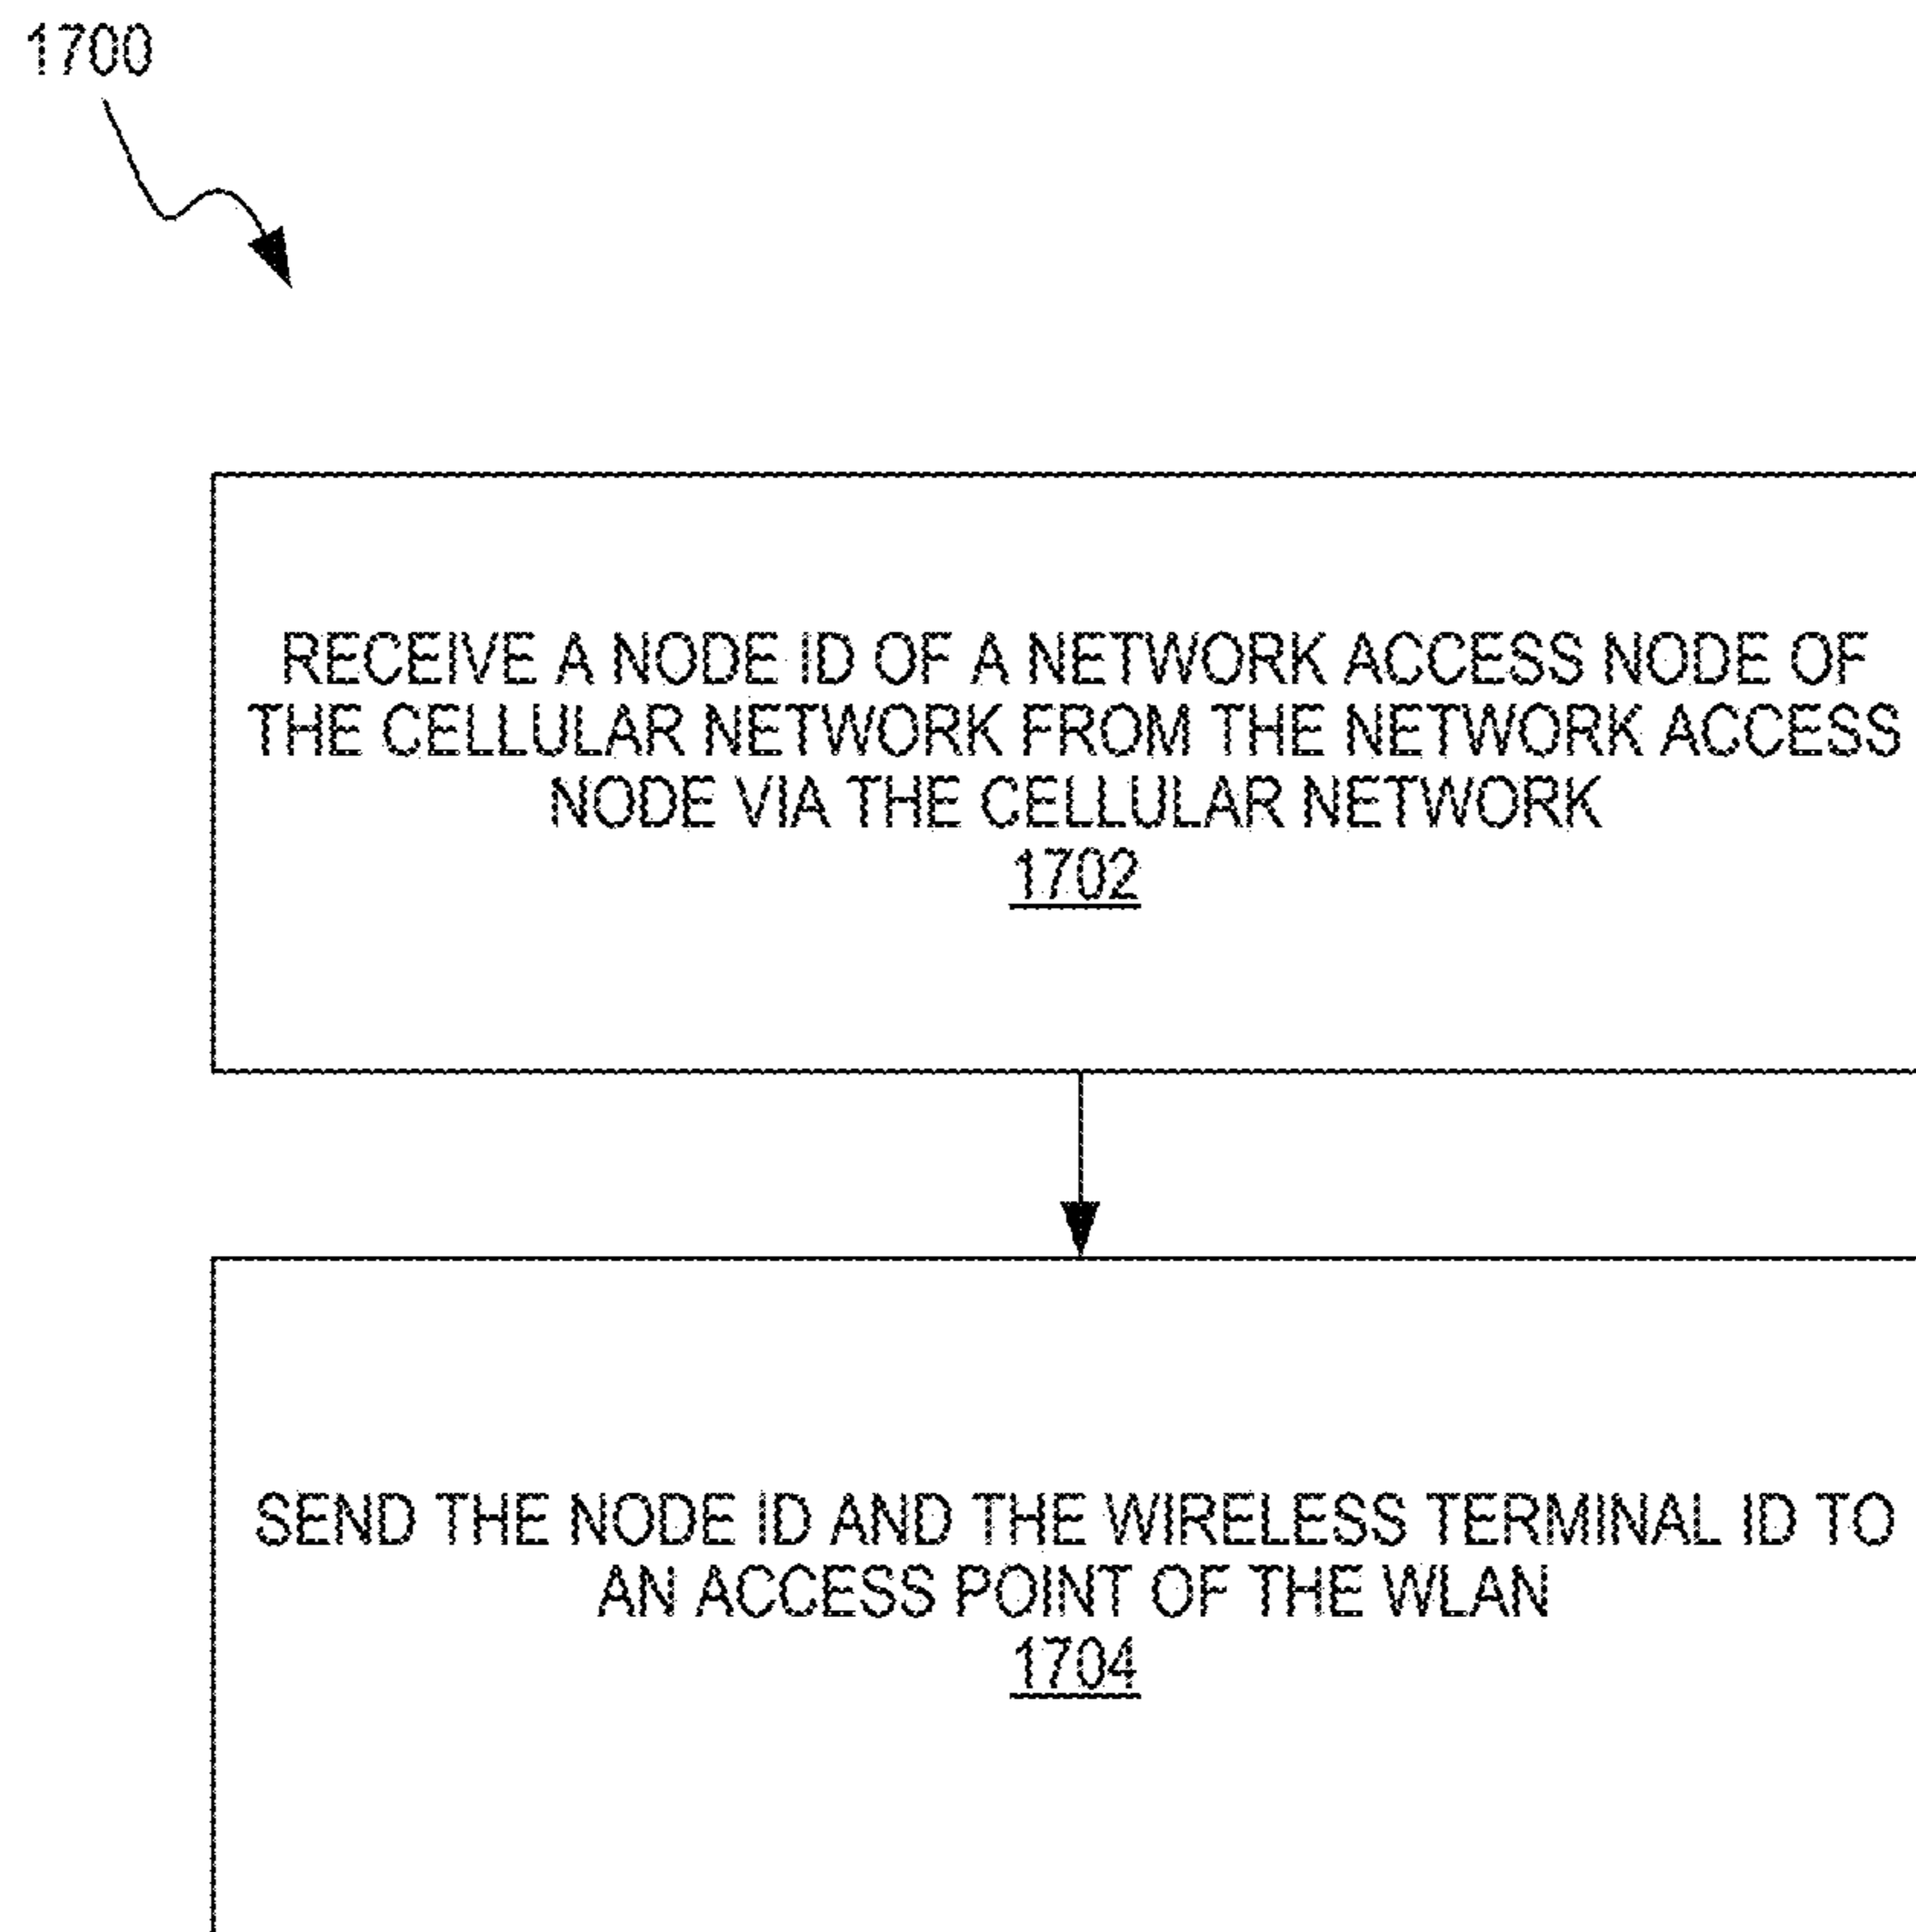 1700
RECEIVE A NODE ID OF A NETWORK ACCESS NODE OF
THE CELLULAR NETWORK FROM THE NETWORK ACCESS
NODE VIA THE CELLULAR NETWORK
1702
SEND THE NODE ID AND THE WIRELESS TERMINAL ID TO
AN ACCESS POINT OF THE WLAN
1704